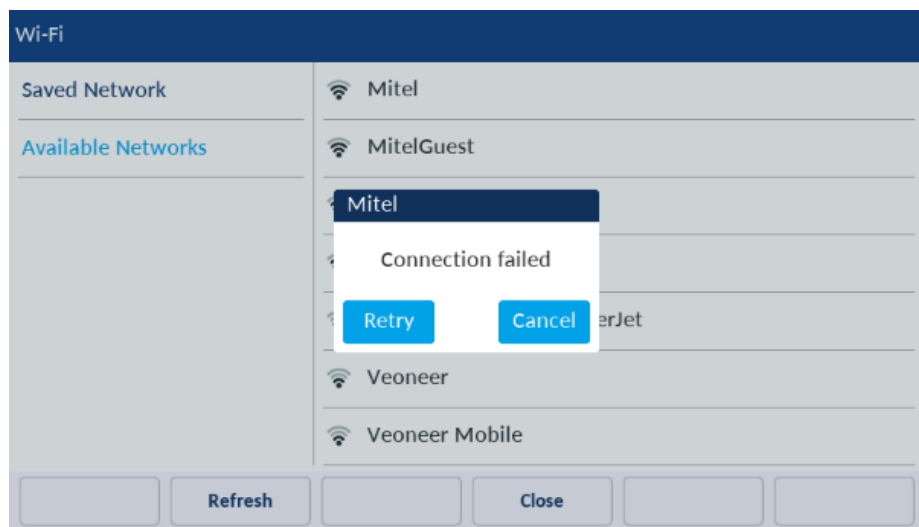 Wi-Fi
Saved Network
Available Networks
Mitel
MitelGuest
Mitel
Connection failed
Retry
Cancel
erJet
Veoneer
Veoneer Mobile
Refresh
Close